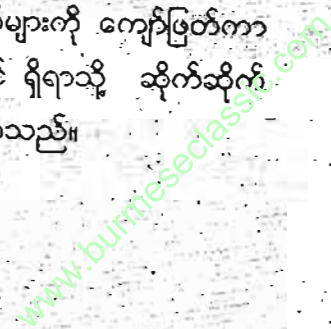 များကို ကျော်ဖြတ်ကာ
ရှိရာသို့ ဆိုက်ဆိုက်
သည်။
www.burmeseclassic.com